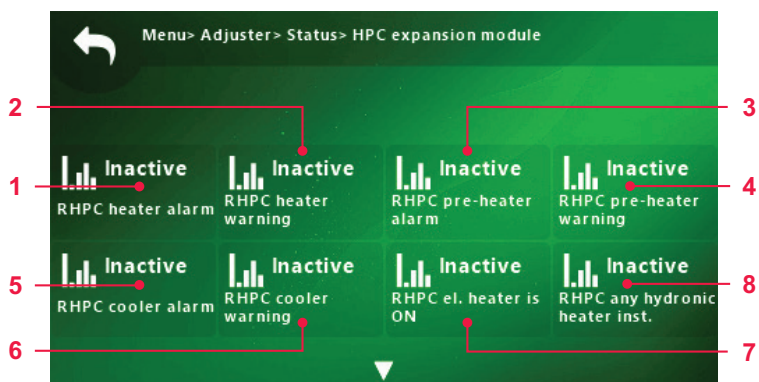 Menu> Adjuster> Status> HPC expansion module
2
3
Inactive
Inactive
Inactive
Inactive
1
4
RHPC heater alarm
RHPC heater
warning
RHPC pre-heater
alarm
RHPC pre-heater
warning
Inactive
Inactive
Inactive
Inactive
5
8
RHPC cooler alarm
RHPC cooler
warning
RHPC el. heater is
ON
RHPC any hydronic
heater inst.
6
7